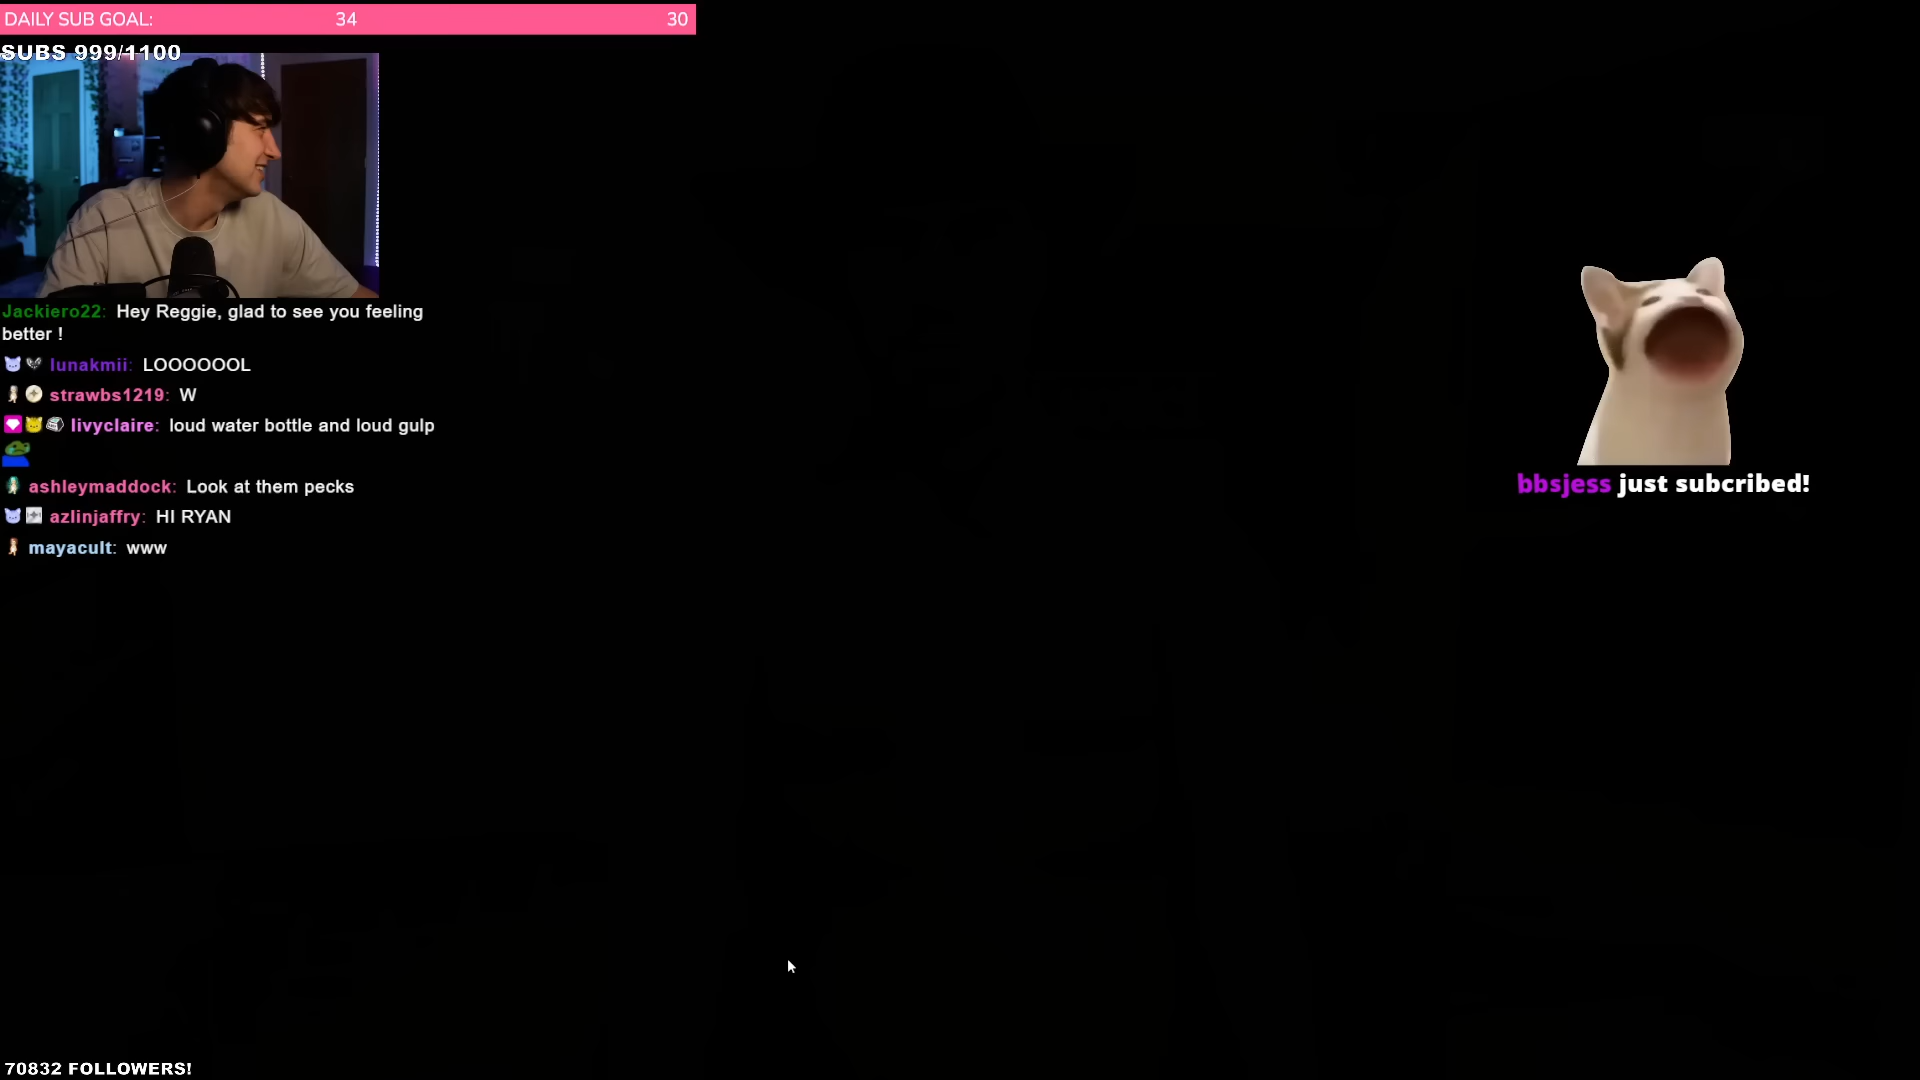 DAILY SUB GOAL: 34 30
SUBS 999/1100
Jackiero22: Hey Reggie, glad to see you feeling
better !
lunakmii: LOOOOOOL
strawbs1219: W
livyclaire: loud water bottle and loud gulp
ashleymaddock: Look at them pecks
azlinjaffry: HI RYAN
mayacult: www
bbsjess just subcribed!
70832 FOLLOWERS!